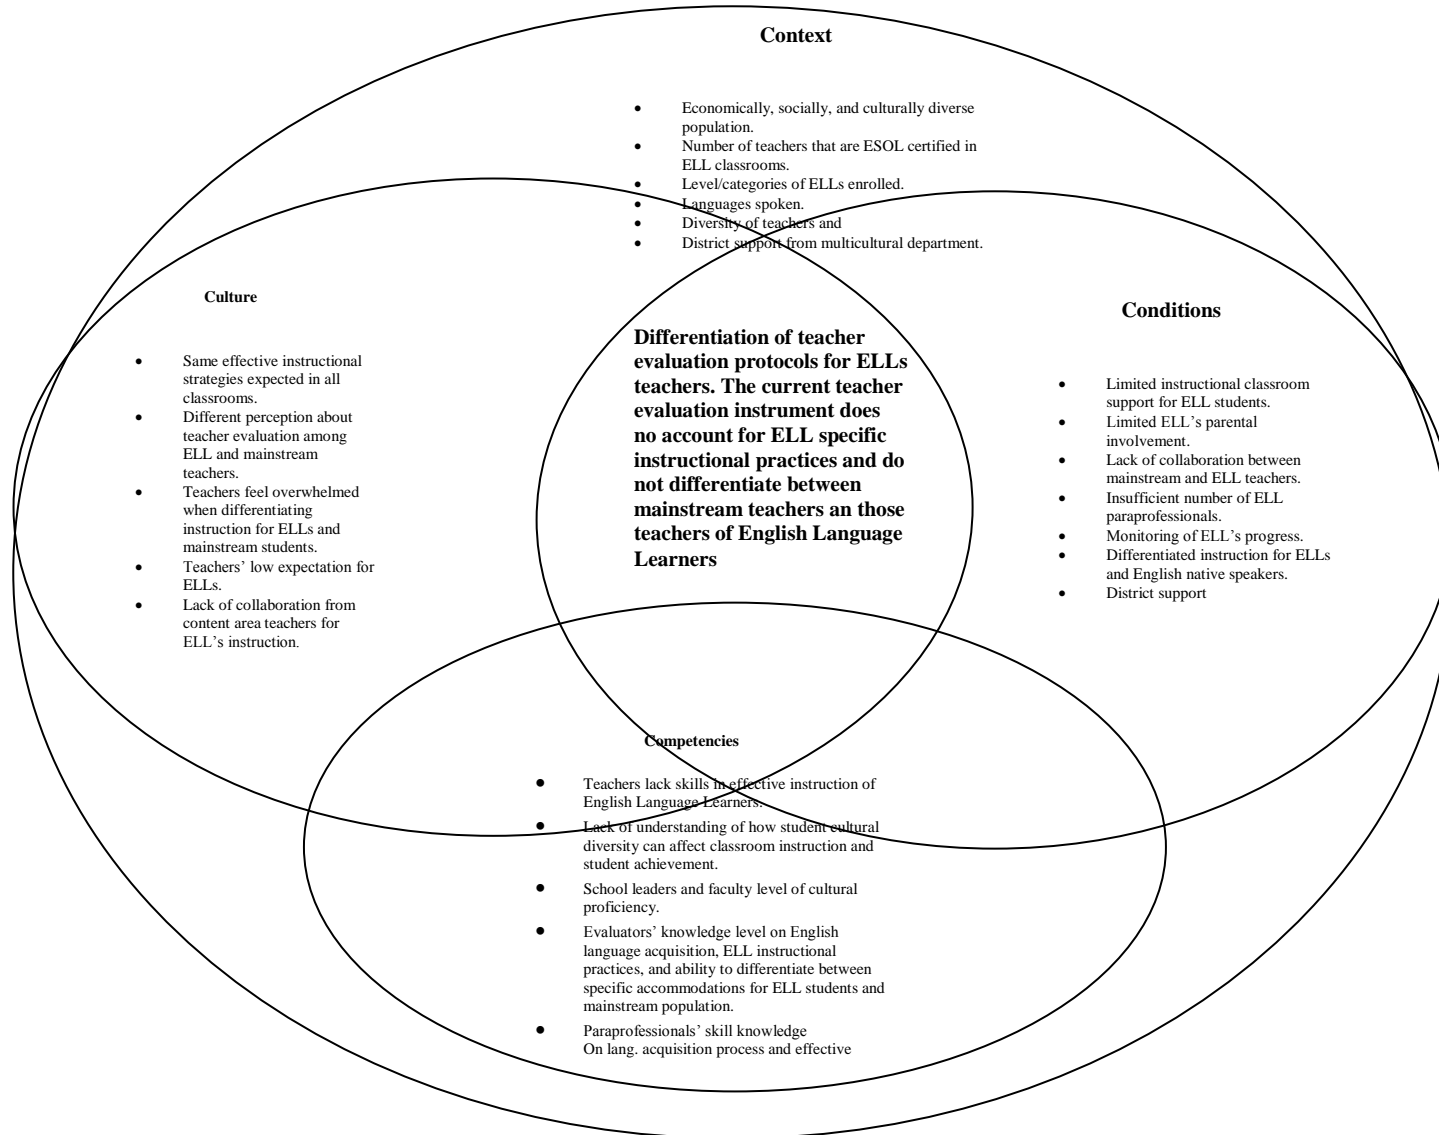 Context
• Economically, socially, and culturally diverse
population.
• Number of teachers that are ESOL certified in
ELL classrooms.
• Level/categories of ELLs enrolled.
• Languages spoken.
• Diversity of teachers and
• District support from multicultural department.
Culture
• Same effective instructional
strategies expected in all
classrooms.
• Different perception about
teacher evaluation among
ELL and mainstream
teachers.
• Teachers feel overwhelmed
when differentiating
instruction for ELLs and
mainstream students.
• Teachers’ low expectation for
ELLs.
• Lack of collaboration from
content area teachers for
ELL’s instruction.
Differentiation of teacher
evaluation protocols for ELLs
teachers. The current teacher
evaluation instrument does
no account for ELL specific
instructional practices and do
not differentiate between
mainstream teachers an those
teachers of English Language
Learners
Conditions
• Limited instructional classroom
support for ELL students.
• Limited ELL’s parental
involvement.
• Lack of collaboration between
mainstream and ELL teachers.
• Insufficient number of ELL
paraprofessionals.
• Monitoring of ELL’s progress.
• Differentiated instruction for ELLs
and English native speakers.
• District support
Competencies
• Teachers lack skills in effective instruction of
English Language Learners.
• Lack of understanding of how student cultural
diversity can affect classroom instruction and
student achievement.
• School leaders and faculty level of cultural
proficiency.
• Evaluators’ knowledge level on English
language acquisition, ELL instructional
practices, and ability to differentiate between
specific accommodations for ELL students and
mainstream population.
• Paraprofessionals’ skill knowledge
On lang. acquisition process and effective